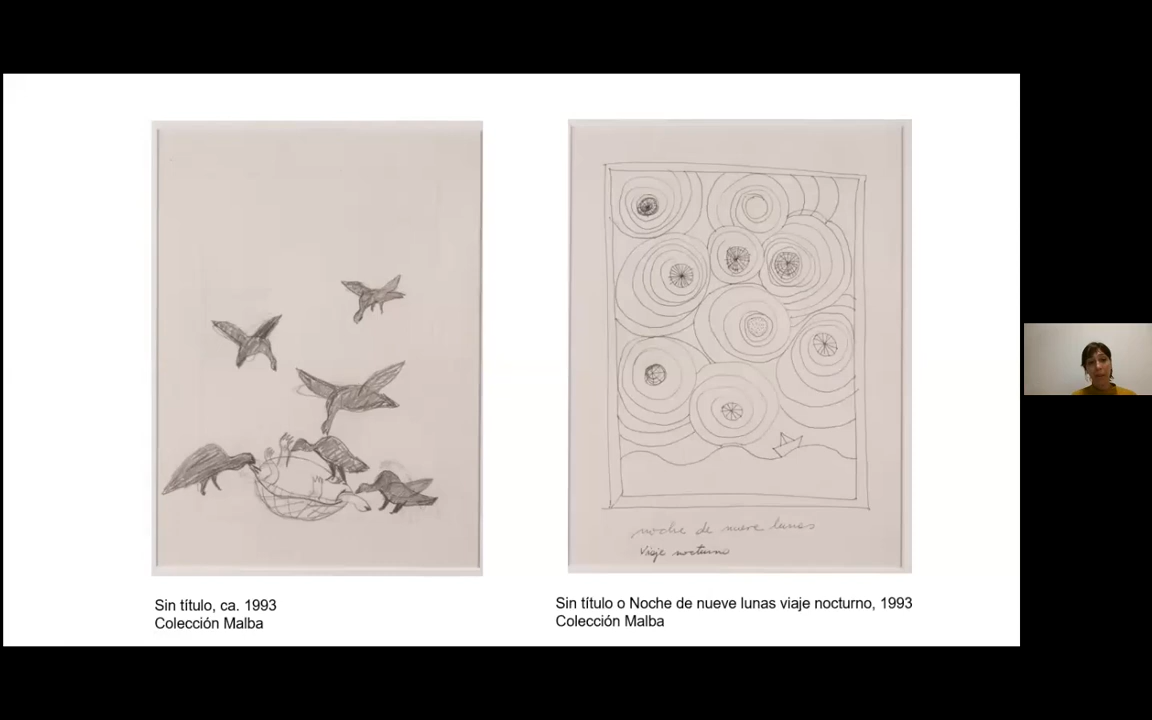 noche de nueve lunas
Viaje nocturno
Sin título, ca. 1993
Colección Malba
Sin título o Noche de nueve lunas viaje nocturno, 1993
Colección Malba